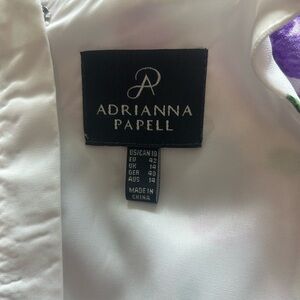 ADRIANNA
PAPELL
US/CAN 10
EU 42
UK 14
GER 40
AUS 14
MADE IN
CHINA